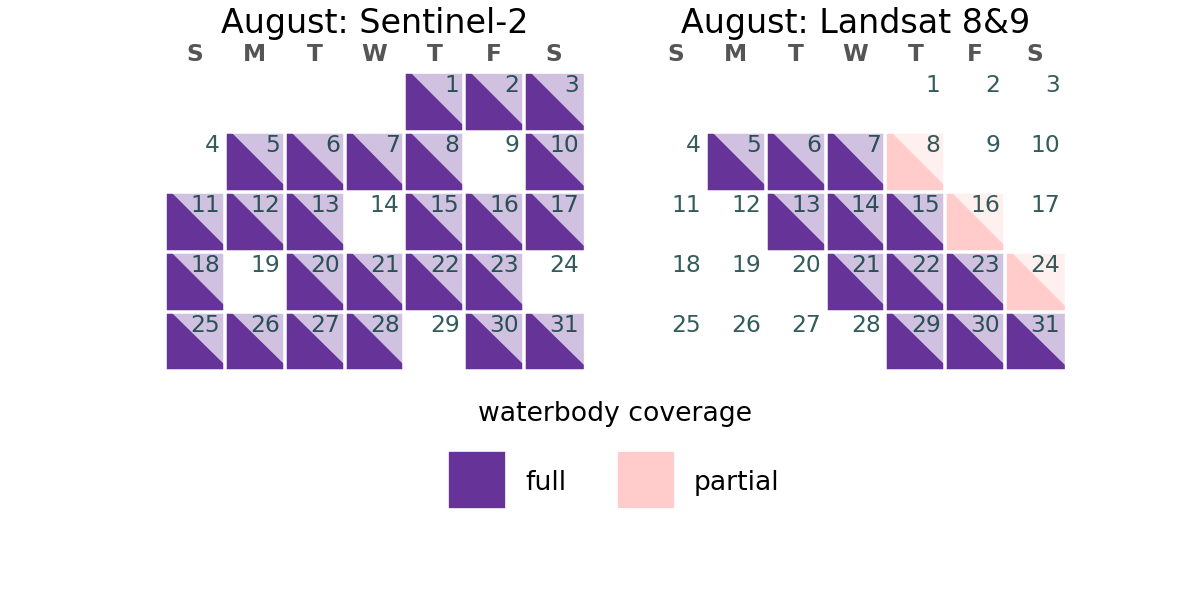 August: Sentinel-2
S M T W T F S
1 2 3
4 5 6 7 8 9 10
11 12 13 14 15 16 17
18 19 20 21 22 23 24
25 26 27 28 29 30 31
August: Landsat 8&9
S M T W T F S
1 2 3
4 5 6 7 8 9 10
11 12 13 14 15 16 17
18 19 20 21 22 23 24
25 26 27 28 29 30 31
waterbody coverage
full
partial